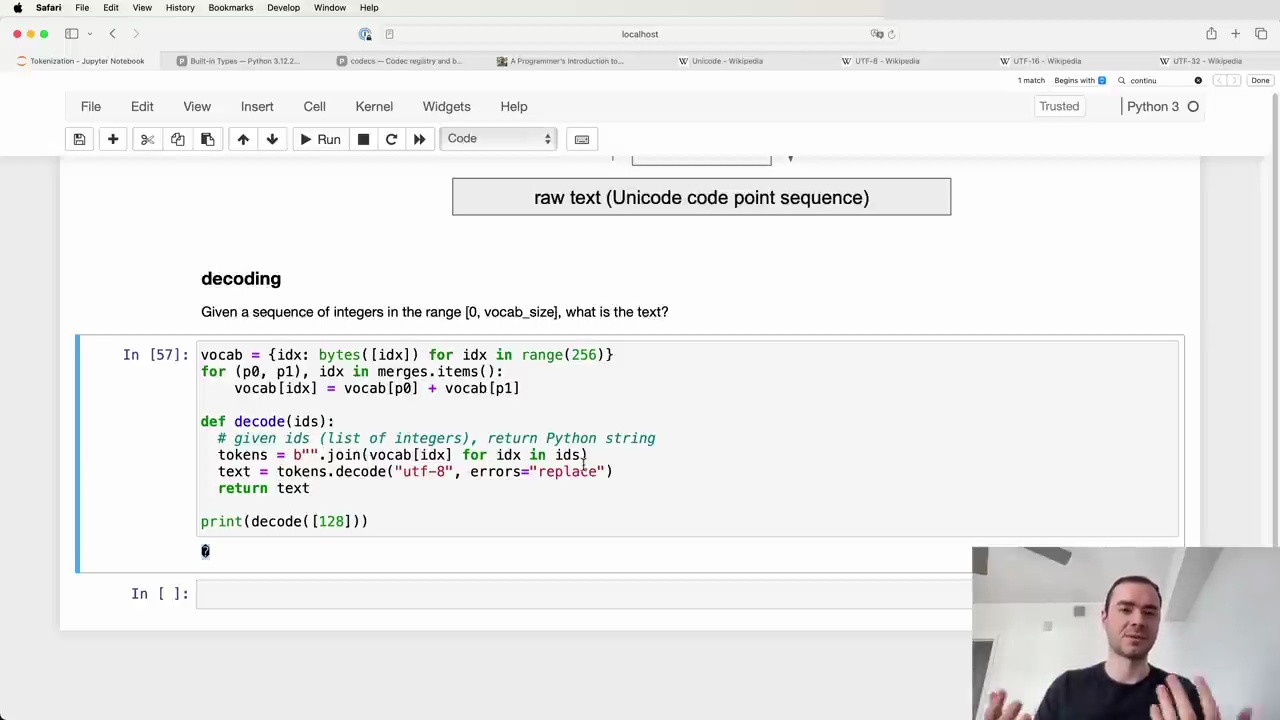 Safari File Edit View History Bookmarks Develop Window Help
localhost
Tokenization - Jupyter Notebook
Built-in Types — Python 3.12.2...
codecs — Codec registry and b...
A Programmer's Introduction to...
Unicode - Wikipedia
UTF-8 - Wikipedia
UTF-16 - Wikipedia
UTF-32 - Wikipedia
1 match Begins with continu Done
File Edit View Insert Cell Kernel Widgets Help
Trusted Python 3
Run Code
raw text (Unicode code point sequence)
decoding
Given a sequence of integers in the range [0, vocab_size], what is the text?
In [57]:
vocab = {idx: bytes([idx]) for idx in range(256)}
for (p0, p1), idx in merges.items():
    vocab[idx] = vocab[p0] + vocab[p1]
def decode(ids):
  # given ids (list of integers), return Python string
  tokens = b"".join(vocab[idx] for idx in ids)
  text = tokens.decode("utf-8", errors="replace")
  return text
print(decode([128]))
�
In [ ]: